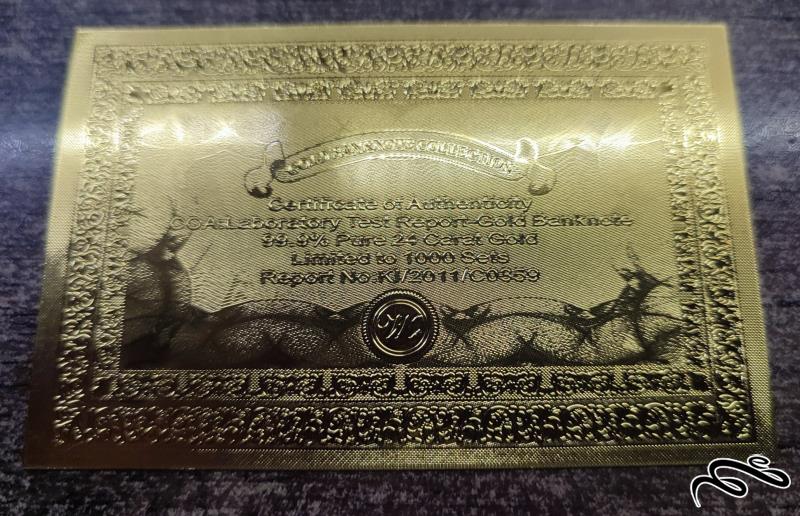 GOLD BANKNOTE COLLECTION
Certificate of Authenticity
COA:Laboratory Test Report-Gold Banknote
99.9% Pure 24 Carat Gold
Limited to 1000 Sets
Report No:KI/2011/C0359